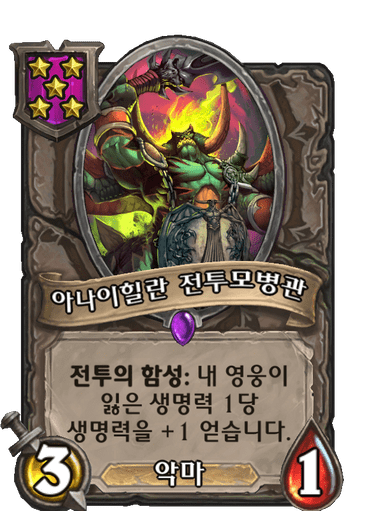 아나이힐란 전투모병관
전투의 함성: 내 영웅이
잃은 생명력 1당
생명력을 +1 얻습니다.
3
악마
1